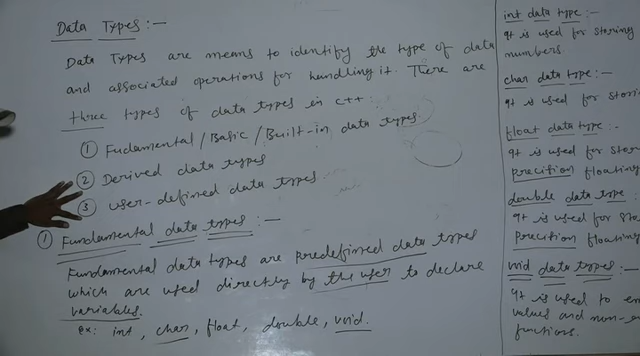 Data Types :-
Data Types are means to identify the type of data
and associated operations for handling it. There are
three types of data types in c++:
① Fudamental/Basic/Built-in data types
② Derived data types
③ user-defined data types
① Fundamental data types :-
Fundamental data types are predefined data types
which are used directly by the user to declare
variables.
ex: int, char, float, double, void.
int data type :-
It is used for storing
numbers.
char data type :-
It is used for
float data type :-
It is used for
precision floating
double data type :-
It is used for
Precision floating
void data types :-
It is used to
values and
functions.